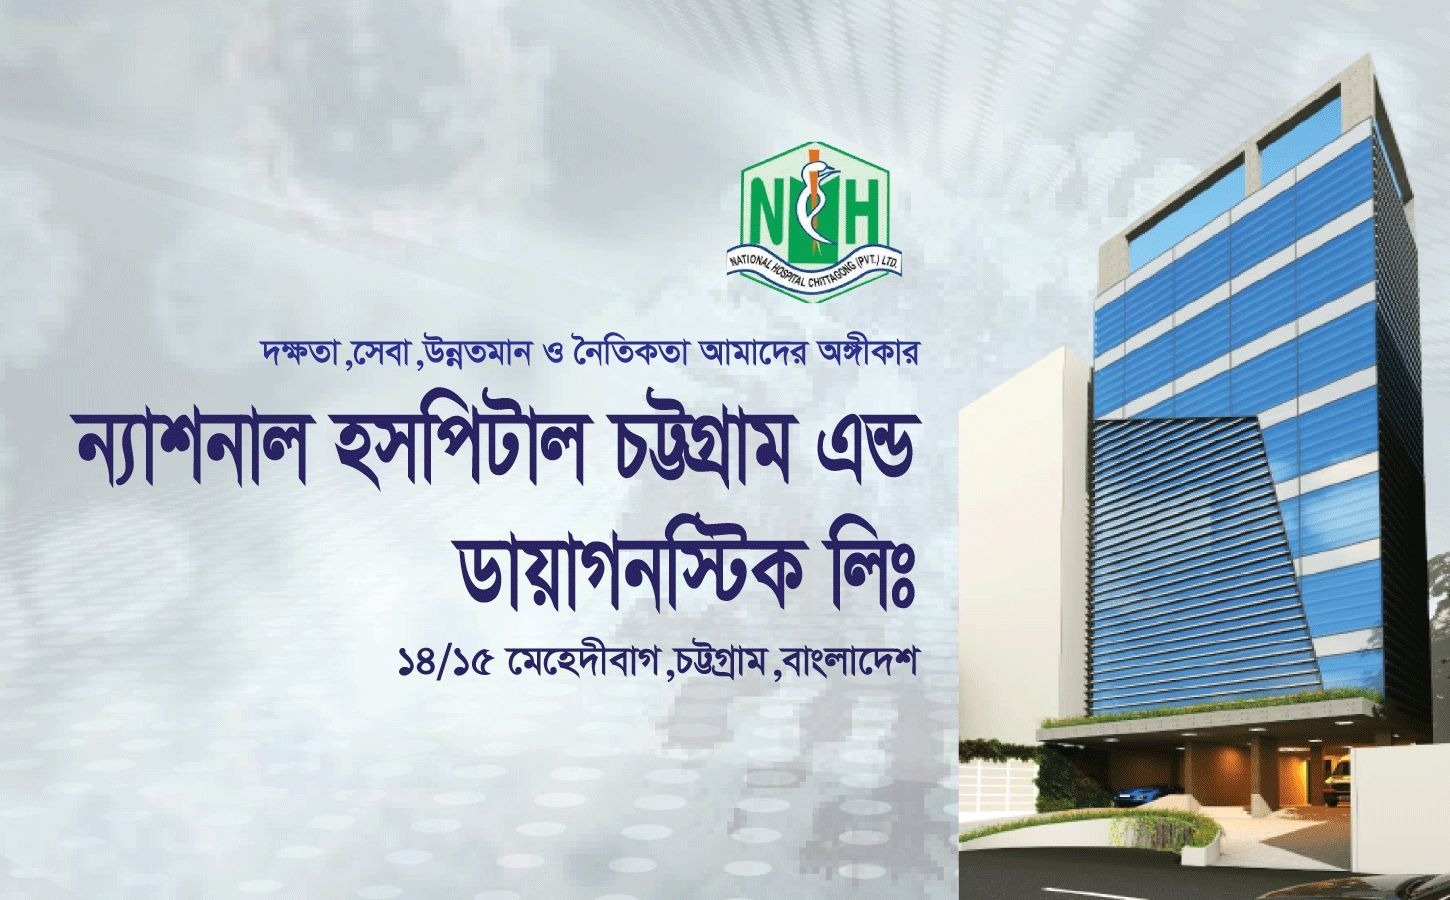 NCH
NATIONAL HOSPITAL CHITTAGONG (PVT.) LTD.
দক্ষতা,সেবা,উন্নতমান ও নৈতিকতা আমাদের অঙ্গীকার
ন্যাশনাল হসপিটাল চট্টগ্রাম এন্ড
ডায়াগনস্টিক লিঃ
১৪/১৫ মেহেদীবাগ,চট্টগ্রাম,বাংলাদেশ